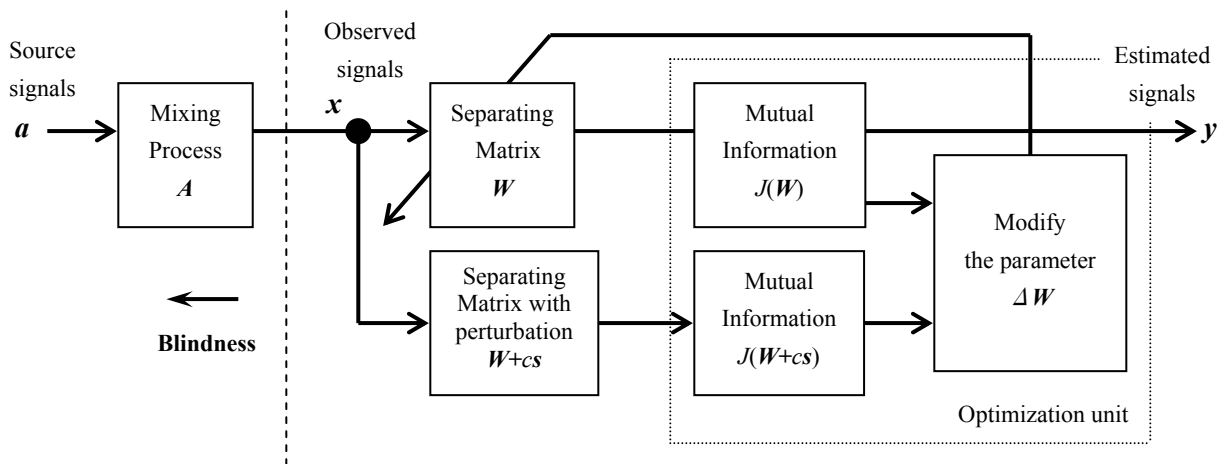 Source
signals
a
Mixing
Process
A
Blindness
Observed
signals
x
Separating
Matrix
W
Separating
Matrix with
perturbation
W+cs
Mutual
Information
J(W)
Mutual
Information
J(W+cs)
Modify
the parameter
ΔW
Optimization unit
Estimated
signals
y